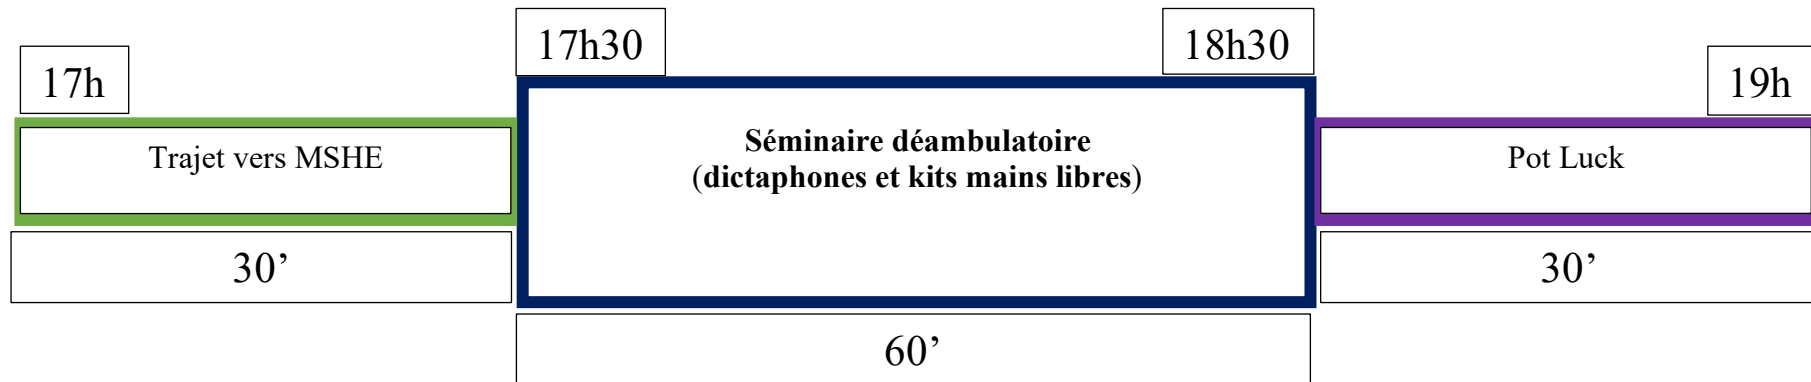 17h30
18h30
17h
19h
Trajet vers MSHE
Séminaire déambulatoire
(dictaphones et kits mains libres)
Pot Luck
30’
30’
60’